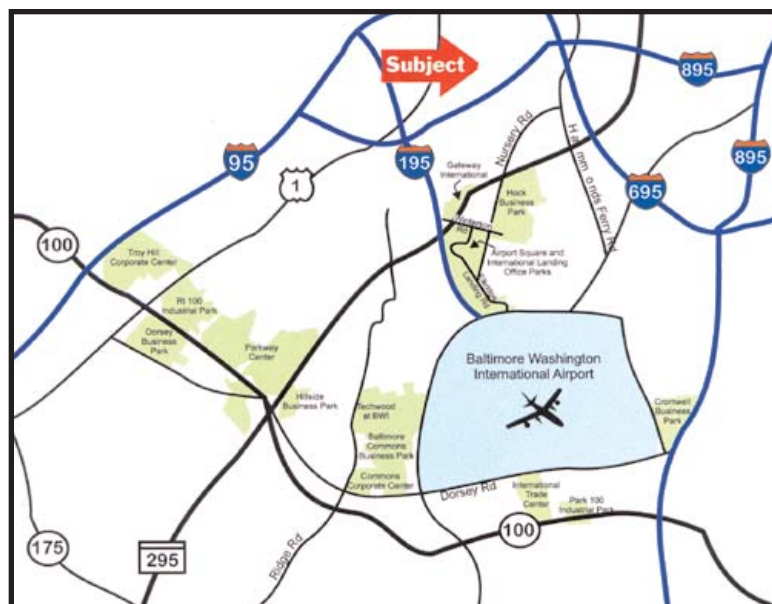 Subject
895
95
195
1
Nursery Rd
Hammonds Ferry Rd
895
695
Gateway
International
Hock
Business
Park
100
Troy Hill
Corporate Center
Airport Square and
International Landing
Office Parks
Rt 100
Industrial Park
Dorsey
Business
Park
Parkway
Center
Baltimore Washington
International Airport
Hillside
Business Park
Techwood
at BWI
Cromwell
Business
Park
Baltimore
Commons
Business Park
Commons
Corporate Center
Dorsey Rd
International
Trade
Center
Park 100
Industrial Park
100
Ridge Rd
175
295